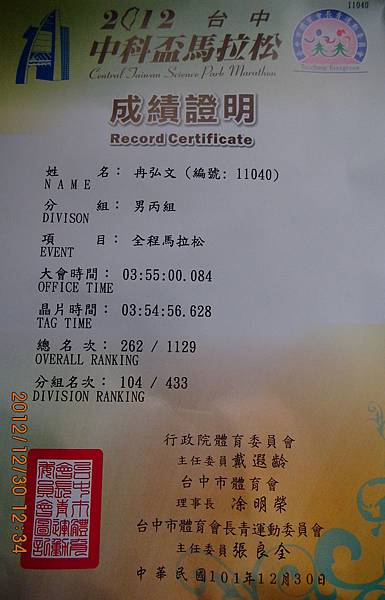 11040
2012 台中
中科盃馬拉松
Central Taiwan Science Park Marathon
Taichung Evergreen
成績證明
Record Certificate
姓 名： 冉弘文 (編號: 11040)
NAME
分 組： 男丙組
DIVISON
項 目： 全程馬拉松
EVENT
大會時間： 03:55:00.084
OFFICE TIME
晶片時間： 03:54:56.628
TAG TIME
總 名 次： 262 / 1129
OVERALL RANKING
分組名次： 104 / 433
DIVISION RANKING
行政院體育委員會
主任委員 戴遐齡
台中市體育會
理事長 涂明榮
台中市體育會長青運動委員會
主任委員 張良全
中華民國101年12月30日
2012/12/30 12:34